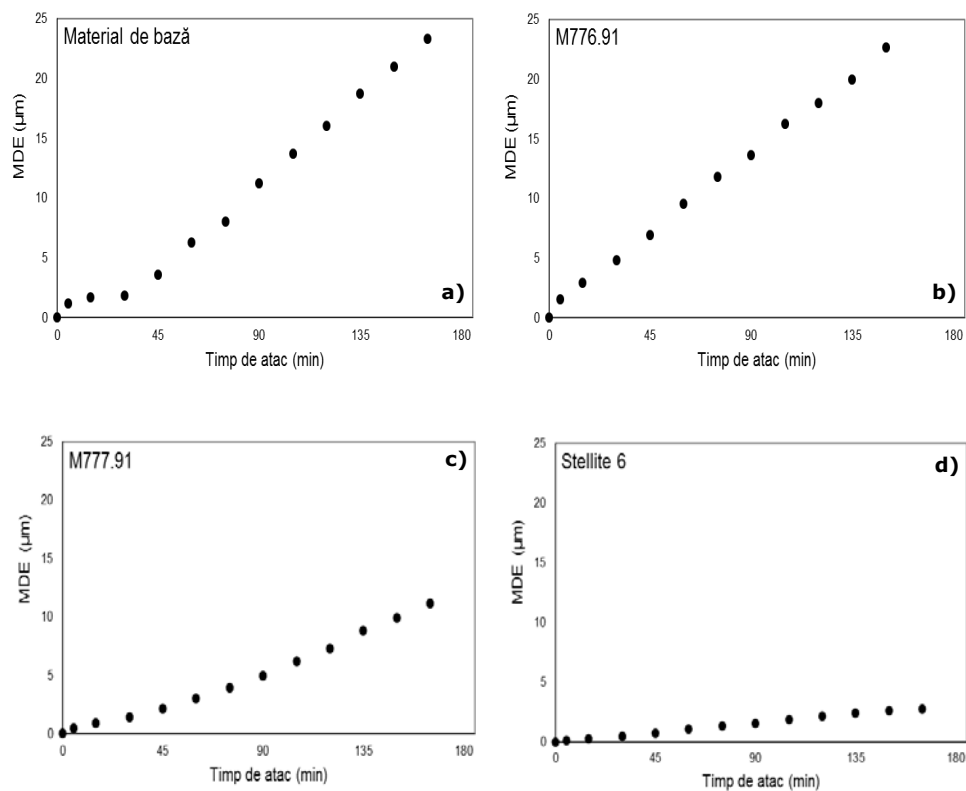 Material de bază
MDE (µm)
25
20
15
10
5
0
0 45 90 135 180
Timp de atac (min)
a)
M776.91
MDE (µm)
25
20
15
10
5
0
0 45 90 135 180
Timp de atac (min)
b)
M777.91
c)
MDE (µm)
25
20
15
10
5
0
0 45 90 135 180
Timp de atac (min)
Stellite 6
d)
MDE (µm)
25
20
15
10
5
0
0 45 90 135 180
Timp de atac (min)